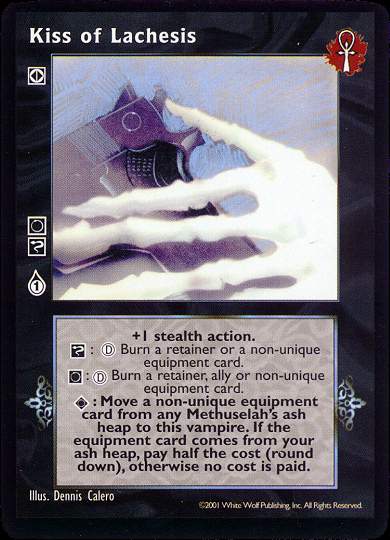 Kiss of Lachesis
1
+1 stealth action.
: D Burn a retainer or a non-unique
equipment card.
: D Burn a retainer, ally or non-unique
equipment card.
: Move a non-unique equipment
card from any Methuselah's ash
heap to this vampire. If the
equipment card comes from your
ash heap, pay half the cost (round
down), otherwise no cost is paid.
Illus. Dennis Calero
©2001 White Wolf Publishing, Inc. All Rights Reserved.